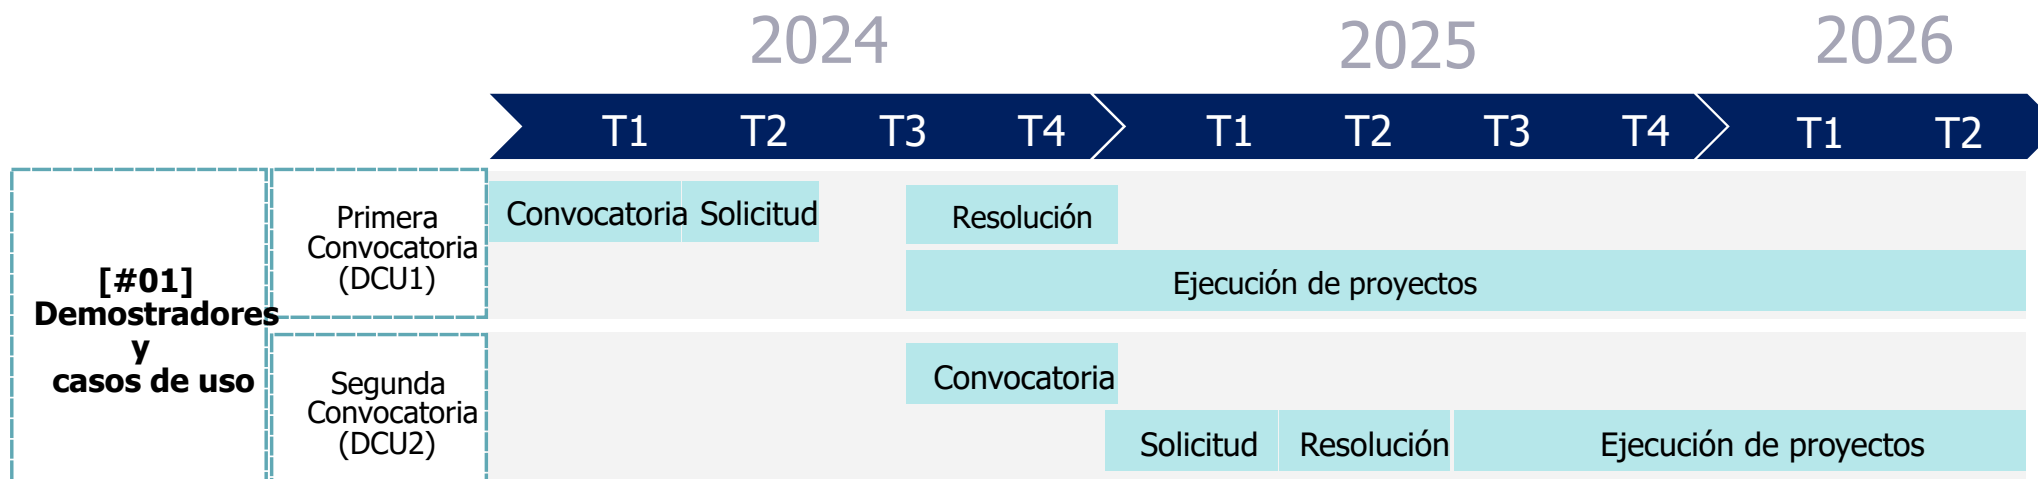 2024 2025 2026
T1 T2 T3 T4 T1 T2 T3 T4 T1 T2
[#01]
Demostradores
y
casos de uso
Primera
Convocatoria
(DCU1)
Convocatoria Solicitud Resolución
Ejecución de proyectos
Segunda
Convocatoria
(DCU2)
Convocatoria
Solicitud Resolución Ejecución de proyectos